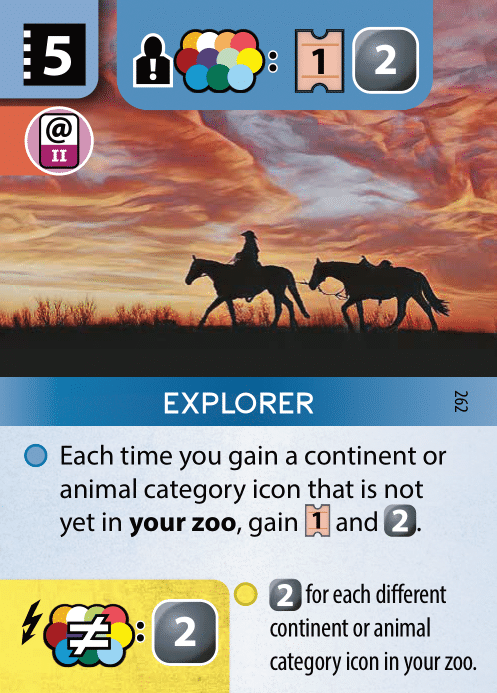 5
! : 1 2
@
II
EXPLORER
262
Each time you gain a continent or
animal category icon that is not
yet in your zoo, gain 1 and 2.
≠ : 2
2 for each different
continent or animal
category icon in your zoo.